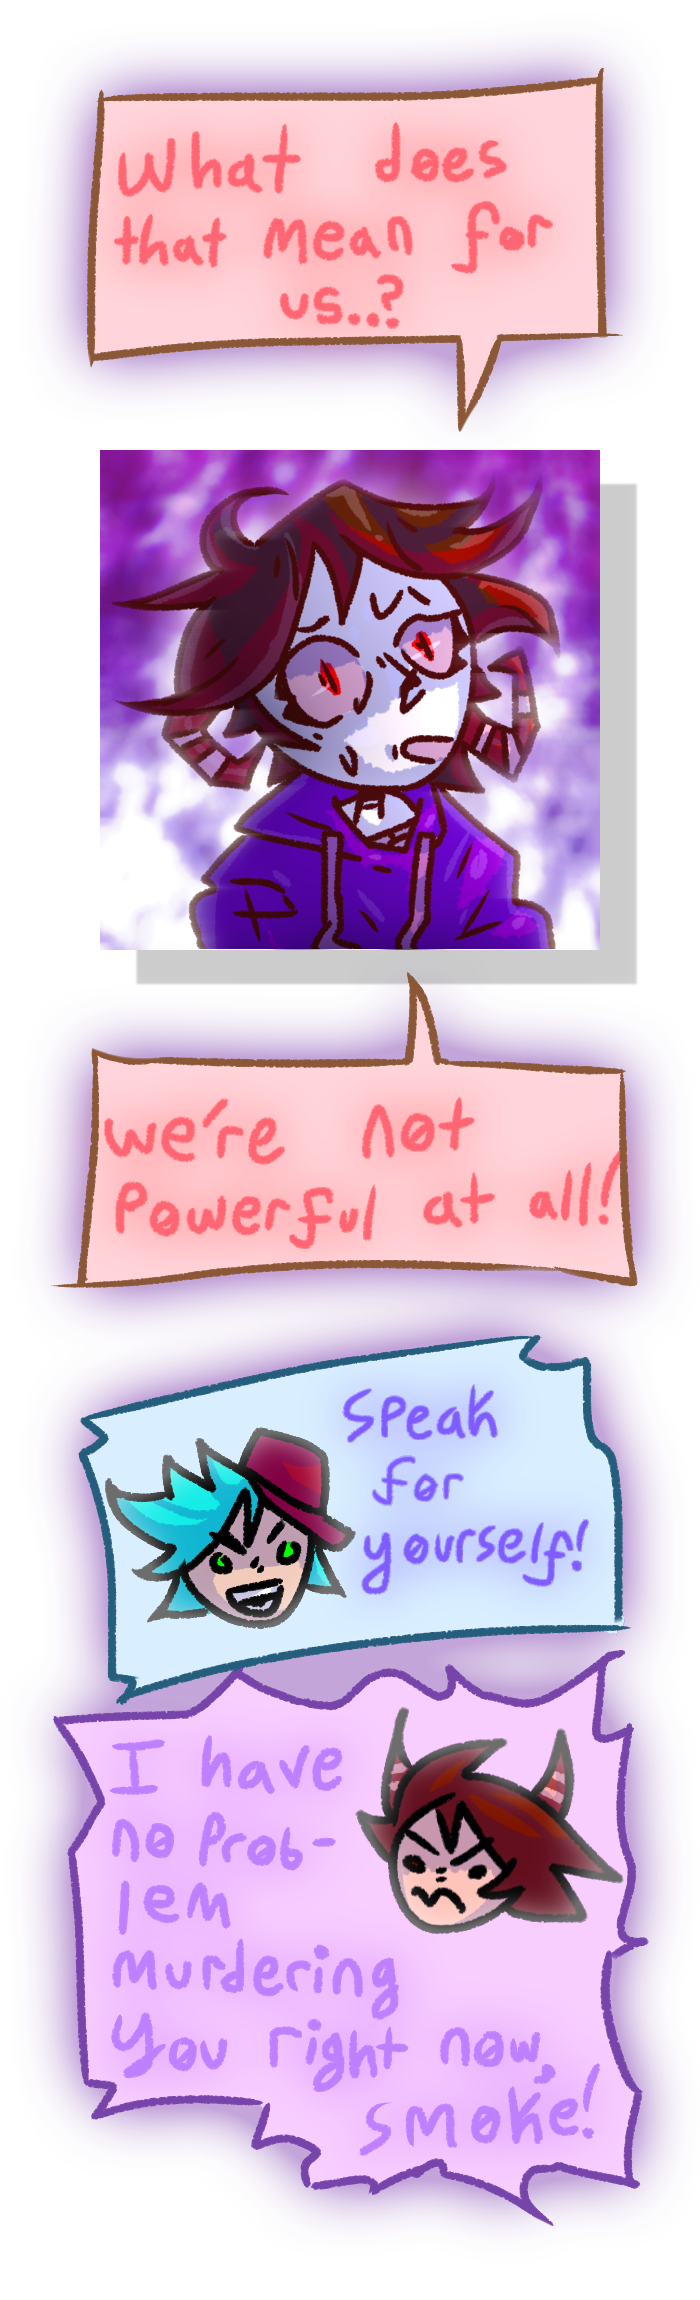 What does
that mean for
us..?
we're not
Powerful at all!
Speak
for
yourself!
I have
no Prob-
lem
murdering
You right now,
smoke!